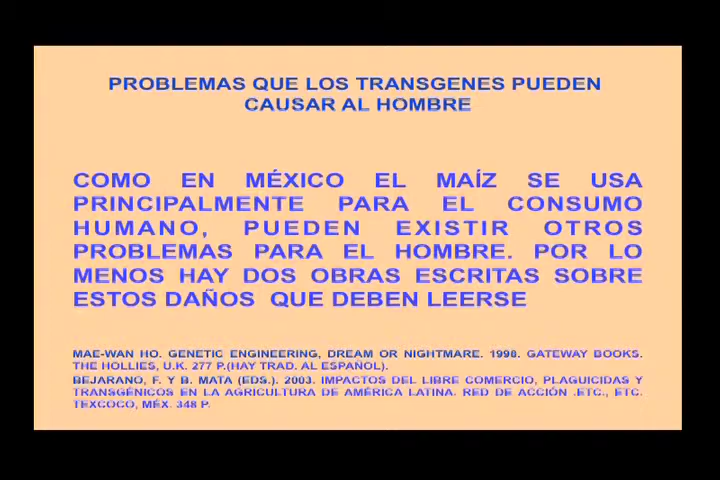 PROBLEMAS QUE LOS TRANSGENES PUEDEN
CAUSAR AL HOMBRE
COMO EN MÉXICO EL MAÍZ SE USA
PRINCIPALMENTE PARA EL CONSUMO
HUMANO, PUEDEN EXISTIR OTROS
PROBLEMAS PARA EL HOMBRE. POR LO
MENOS HAY DOS OBRAS ESCRITAS SOBRE
ESTOS DAÑOS QUE DEBEN LEERSE
MAE-WAN HO. GENETIC ENGINEERING, DREAM OR NIGHTMARE. 1998. GATEWAY BOOKS.
THE HOLLIES, U.K. 277 P.(HAY TRAD. AL ESPAÑOL).
BEJARANO, F. Y B. MATA (EDS.). 2003. IMPACTOS DEL LIBRE COMERCIO, PLAGUICIDAS Y
TRANSGÉNICOS EN LA AGRICULTURA DE AMÉRICA LATINA. RED DE ACCIÓN .ETC., ETC.
TEXCOCO, MÉX. 348 P.